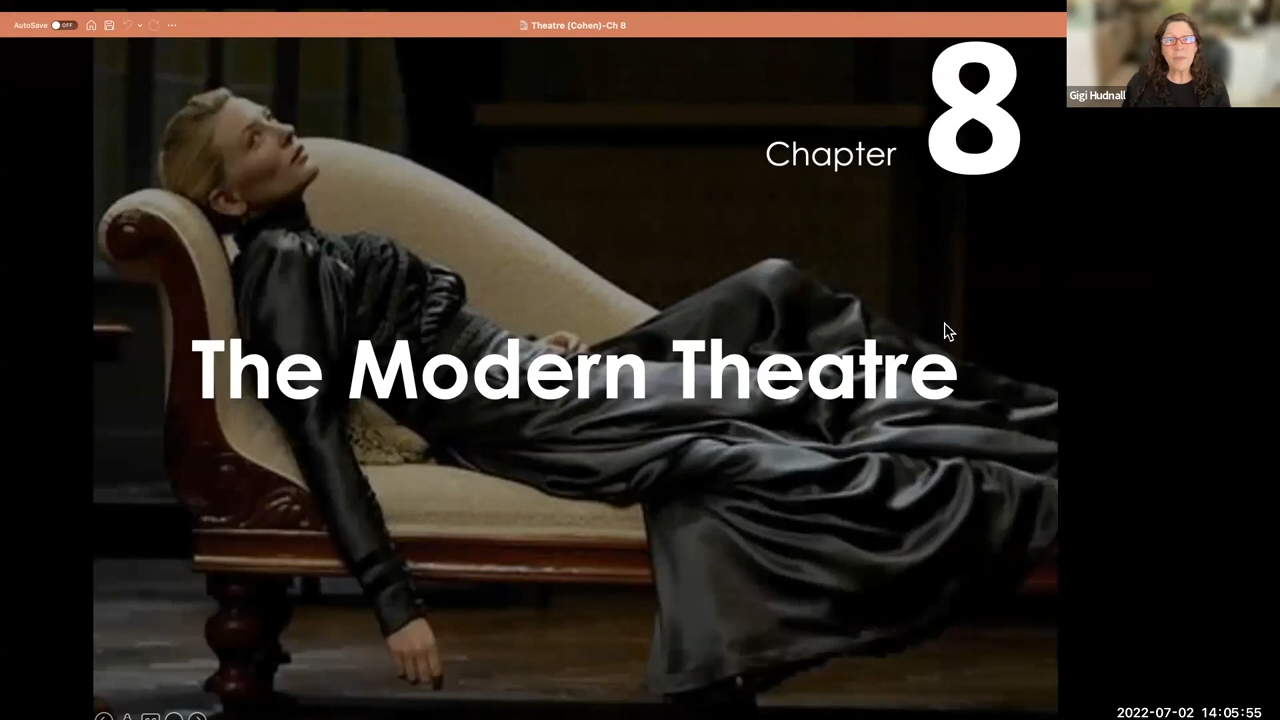 AutoSave OFF
Theatre (Cohen)-Ch 8
Gigi Hudnall
Chapter 8
The Modern Theatre
2022-07-02 14:05:55